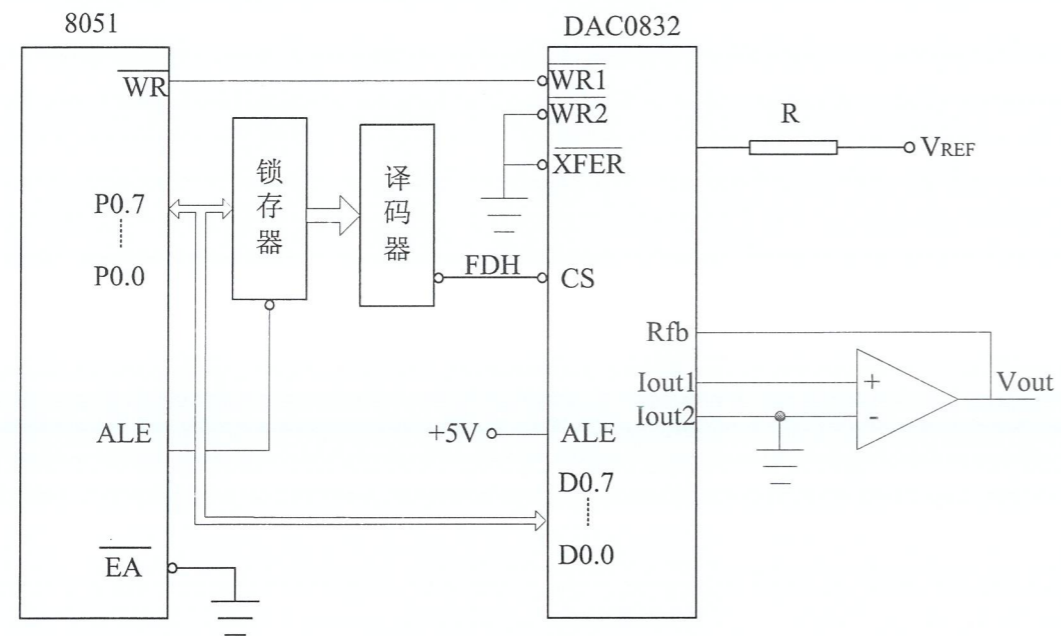 8051
DAC0832
WR
WR1
WR2
XFER
R
VREF
锁存器
译码器
P0.7
P0.0
FDH
CS
Rfb
Iout1
+
Vout
Iout2
-
ALE
+5V
ALE
D0.7
D0.0
EA